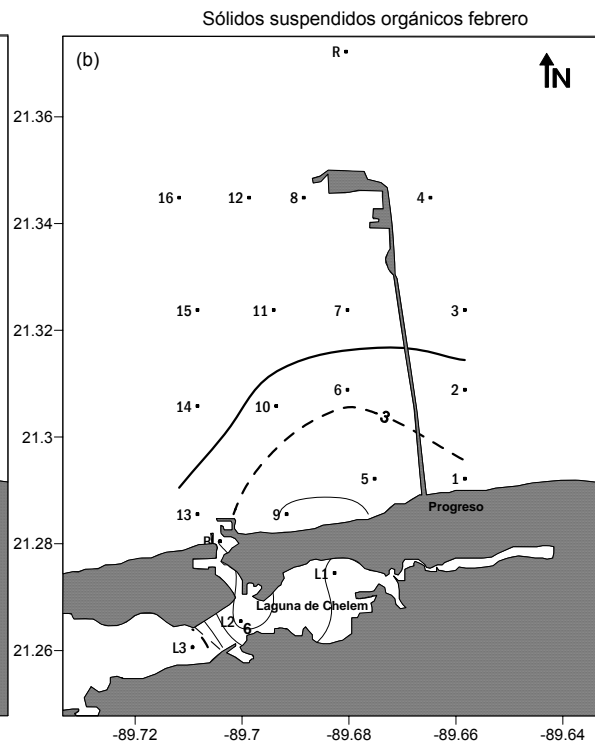 Sólidos suspendidos orgánicos febrero
(b)
R
N
21.36
16 12 8 4
21.34
15 11 7 3
21.32
6 2
14 10 3
21.3
5 1
Progreso
13 9
21.28
L1
Laguna de Chelem
L2 6
L3
21.26
-89.72 -89.7 -89.68 -89.66 -89.64